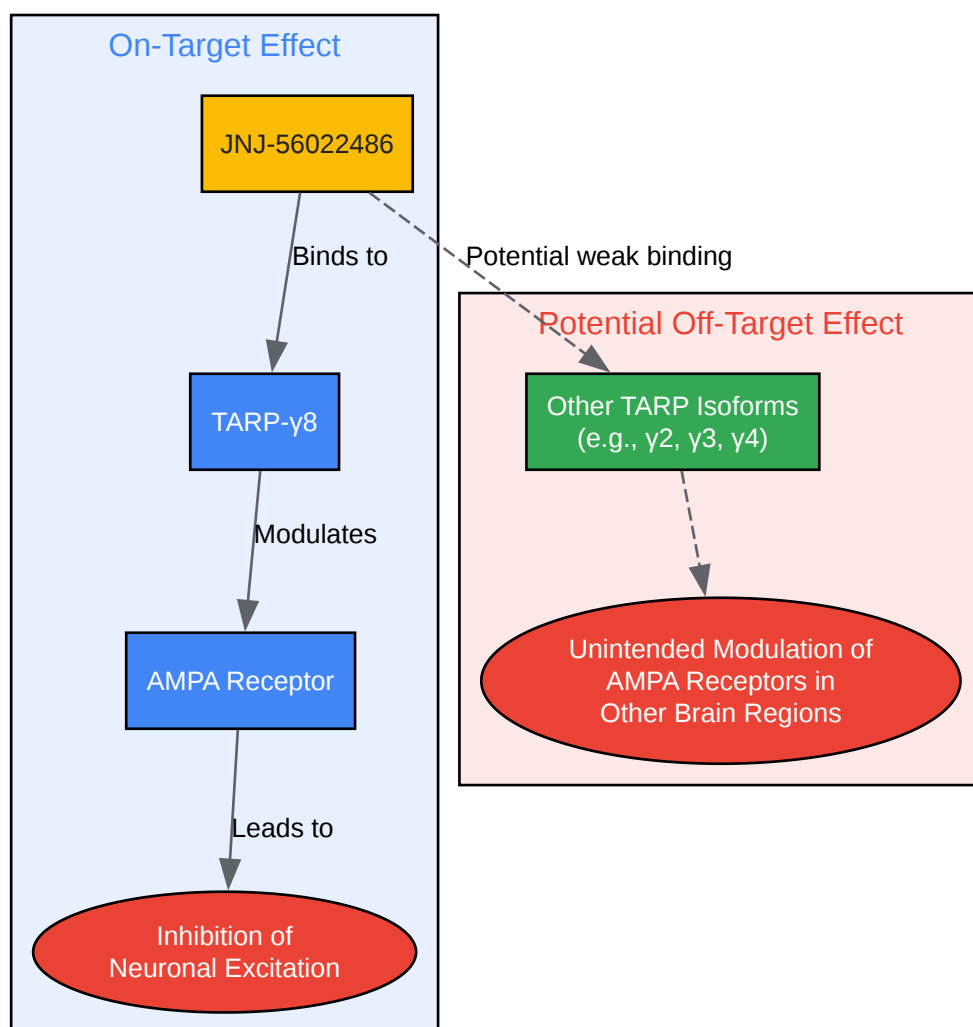 On-Target Effect
JNJ-56022486
Binds to
Potential weak binding
Potential Off-Target Effect
TARP-γ8
Other TARP Isoforms
(e.g., γ2, γ3, γ4)
Modulates
AMPA Receptor
Unintended Modulation of
AMPA Receptors in
Other Brain Regions
Leads to
Inhibition of
Neuronal Excitation